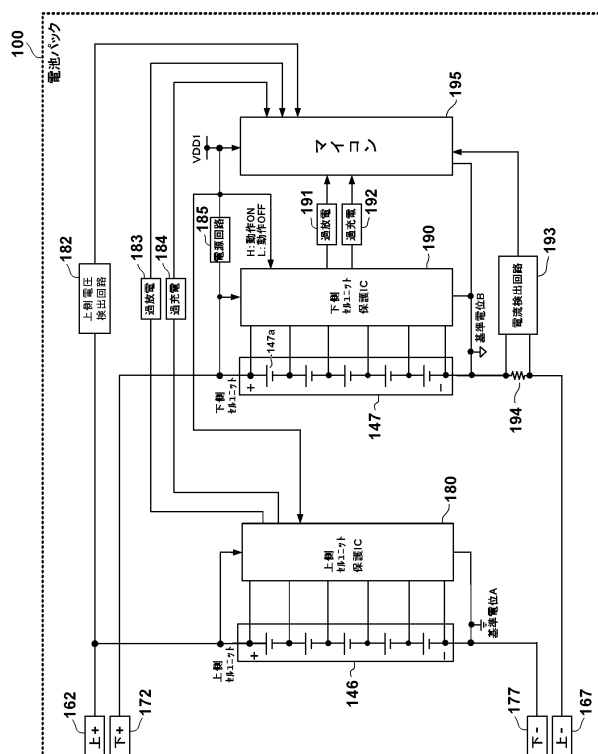 100
電池パック
162
上+
172
下+
177
下-
167
上-
182
上側電圧
検出回路
183
過放電
184
過充電
VDD1
185
電源回路
H:動作ON
L:動作OFF
マイコン
195
191
過放電
192
過充電
190
下側
セルユニット
保護IC
下側
セルユニット
147a
+
-
147
基準電位B
193
電流検出回路
194
180
上側
セルユニット
保護IC
上側
セルユニット
+
-
146
基準電位A